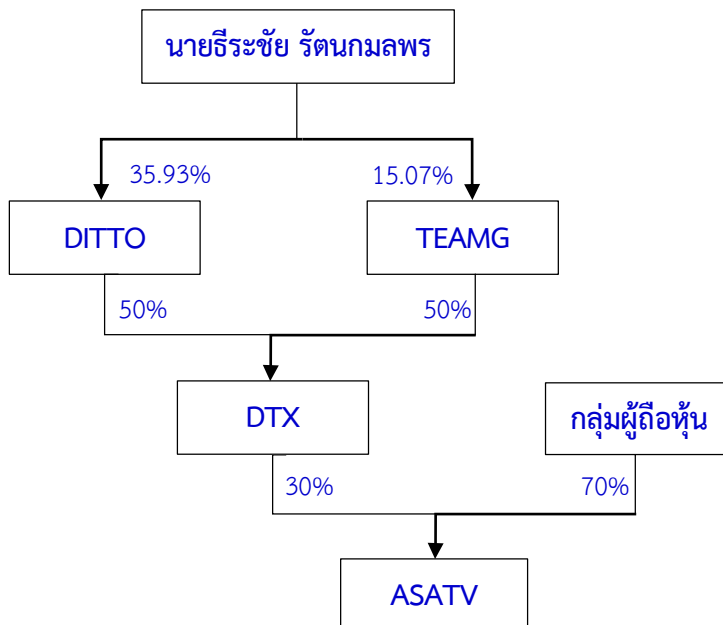 นายธีระชัย รัตนกมลพร
35.93%
15.07%
DITTO
TEAMG
50%
50%
DTX
กลุ่มผู้ถือหุ้น
30%
70%
ASATV